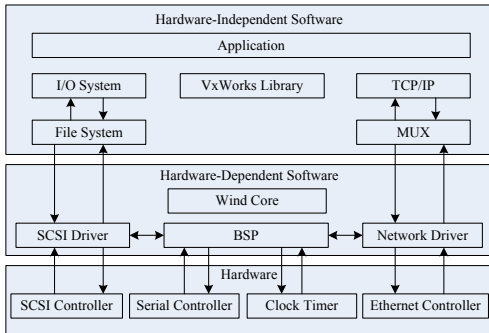 Hardware-Independent Software
Application
I/O System
VxWorks Library
TCP/IP
File System
MUX
Hardware-Dependent Software
Wind Core
SCSI Driver
BSP
Network Driver
Hardware
SCSI Controller
Serial Controller
Clock Timer
Ethernet Controller